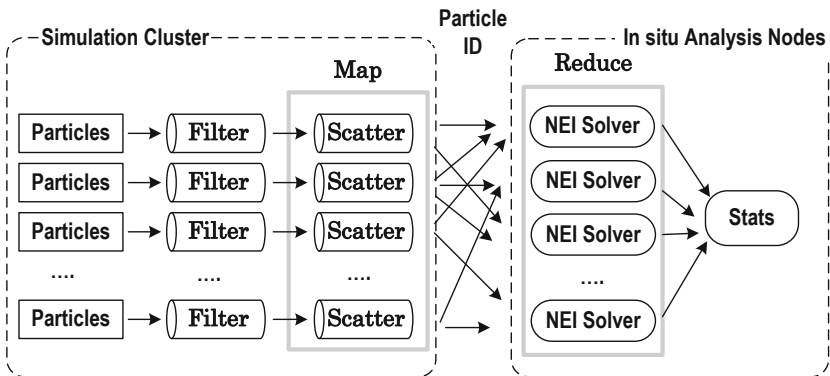 Particle
ID
Simulation Cluster
In situ Analysis Nodes
Map
Reduce
Particles Filter Scatter NEI Solver
Particles Filter Scatter NEI Solver
Stats
Particles Filter Scatter NEI Solver
.... .... .... ....
Particles Filter Scatter NEI Solver